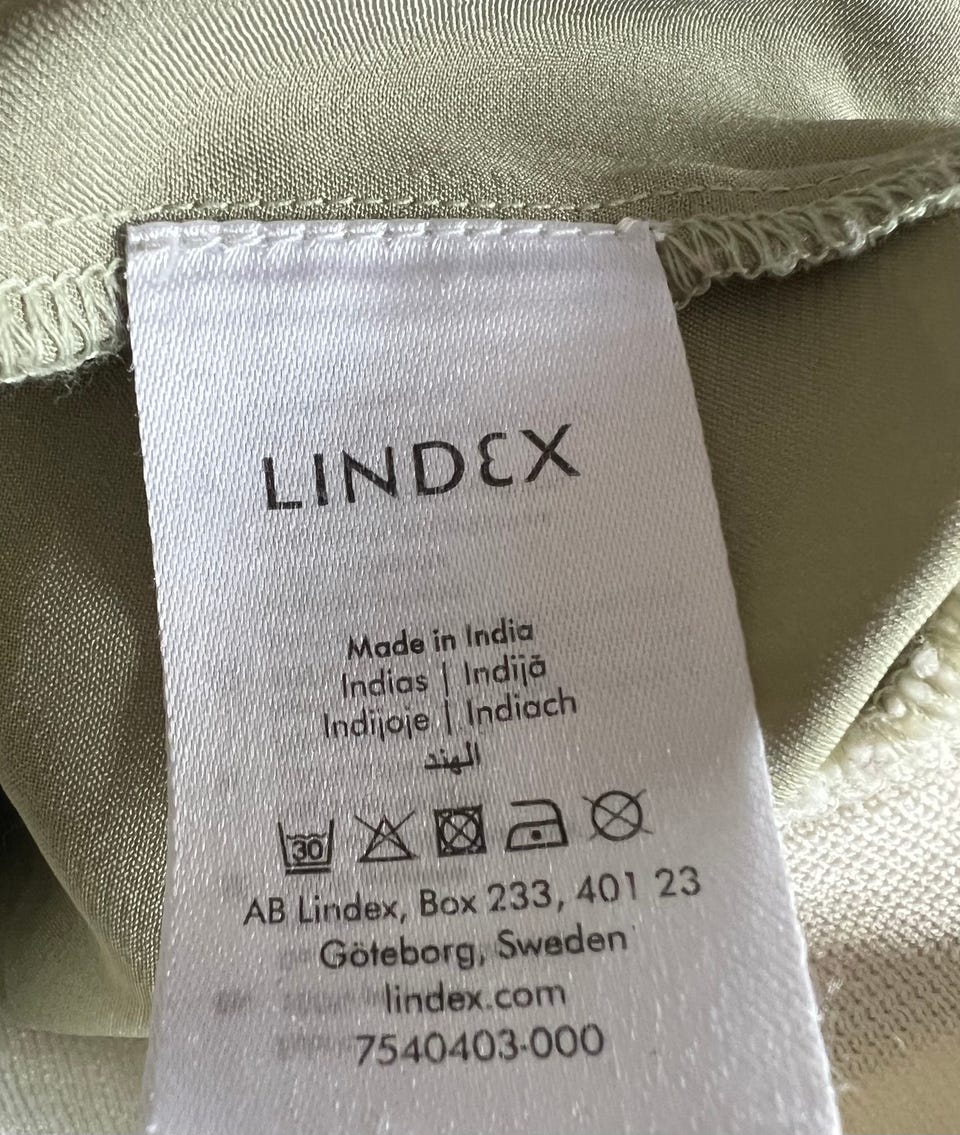 LINDEX
Made in India
Indias | Indijā
Indijoje | Indiach
الهند
30
AB Lindex, Box 233, 401 23
Göteborg, Sweden
lindex.com
7540403-000